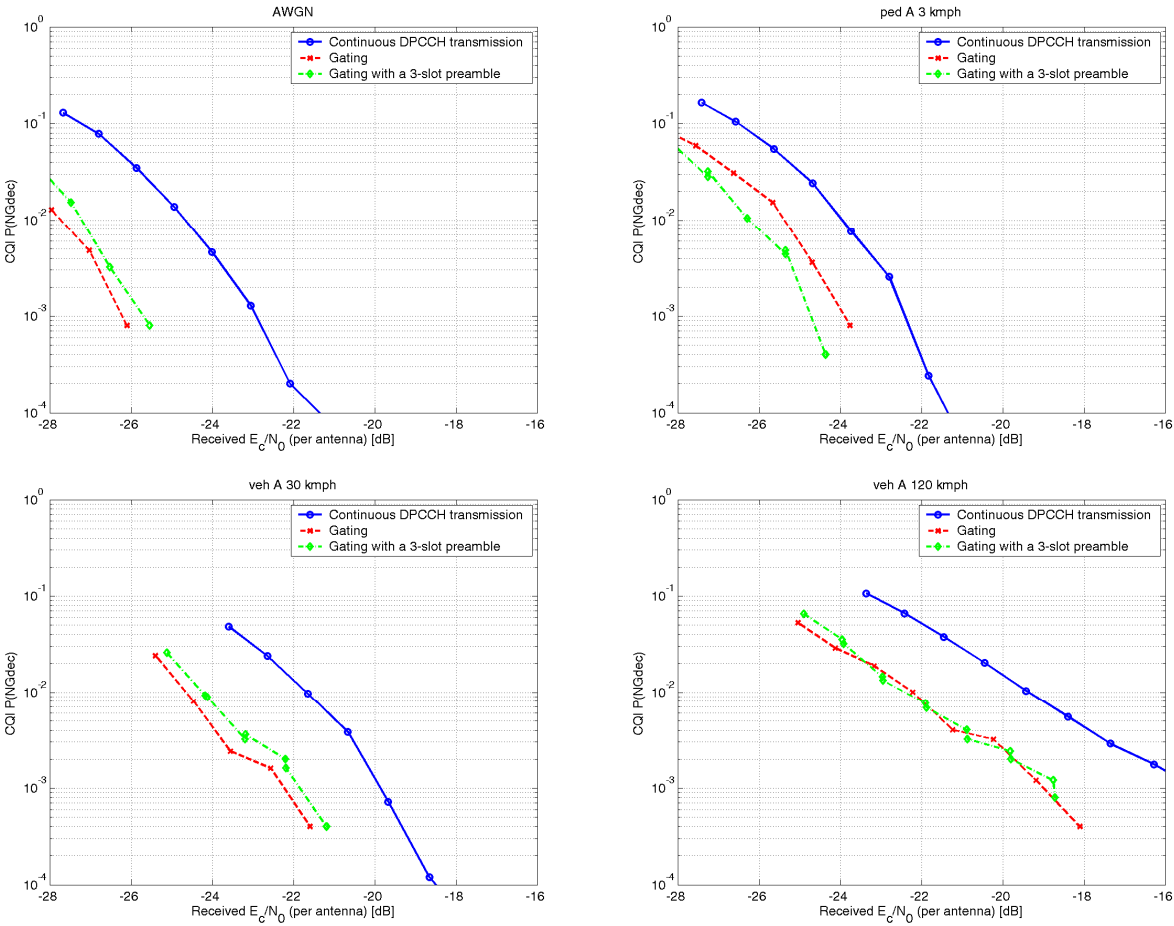 AWGN
10^0
10^-1
10^-2
10^-3
10^-4
CQI P(NGdec)
Continuous DPCCH transmission
Gating
Gating with a 3-slot preamble
-28 -26 -24 -22 -20 -18 -16
Received E_c/N_0 (per antenna) [dB]
ped A 3 kmph
10^0
10^-1
10^-2
10^-3
10^-4
CQI P(NGdec)
Continuous DPCCH transmission
Gating
Gating with a 3-slot preamble
-28 -26 -24 -22 -20 -18 -16
Received E_c/N_0 (per antenna) [dB]
veh A 30 kmph
10^0
10^-1
10^-2
10^-3
10^-4
CQI P(NGdec)
Continuous DPCCH transmission
Gating
Gating with a 3-slot preamble
-28 -26 -24 -22 -20 -18 -16
Received E_c/N_0 (per antenna) [dB]
veh A 120 kmph
10^0
10^-1
10^-2
10^-3
10^-4
CQI P(NGdec)
Continuous DPCCH transmission
Gating
Gating with a 3-slot preamble
-28 -26 -24 -22 -20 -18 -16
Received E_c/N_0 (per antenna) [dB]